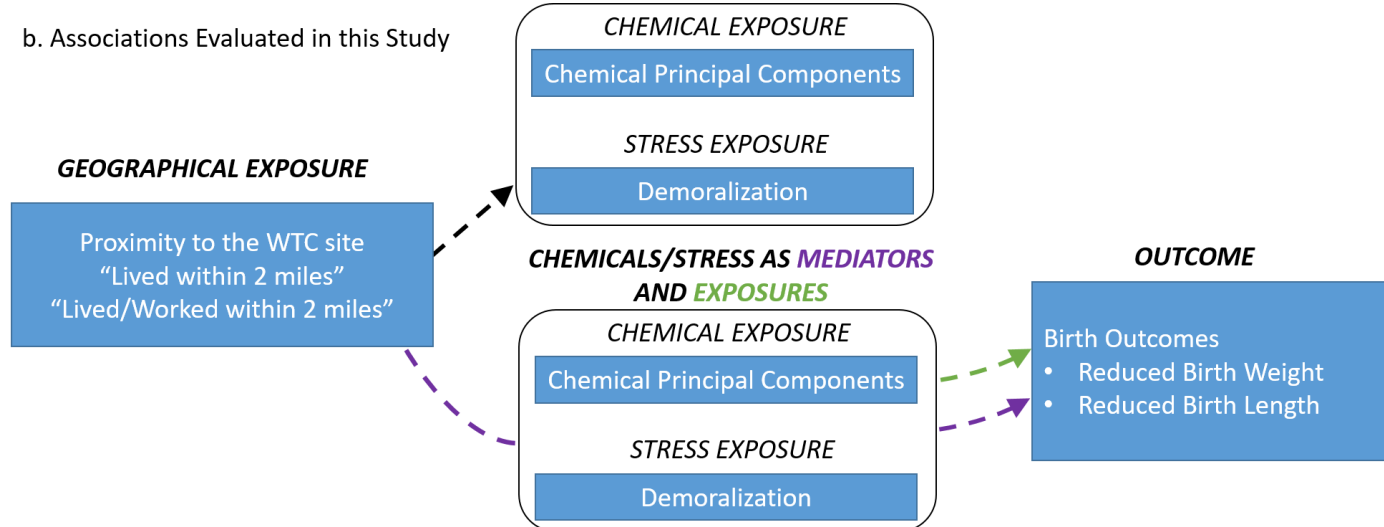 b. Associations Evaluated in this Study
CHEMICAL EXPOSURE
Chemical Principal Components
STRESS EXPOSURE
Demoralization
GEOGRAPHICAL EXPOSURE
Proximity to the WTC site
“Lived within 2 miles”
“Lived/Worked within 2 miles”
CHEMICALS/STRESS AS MEDIATORS
AND EXPOSURES
CHEMICAL EXPOSURE
Chemical Principal Components
STRESS EXPOSURE
Demoralization
OUTCOME
Birth Outcomes
• Reduced Birth Weight
• Reduced Birth Length